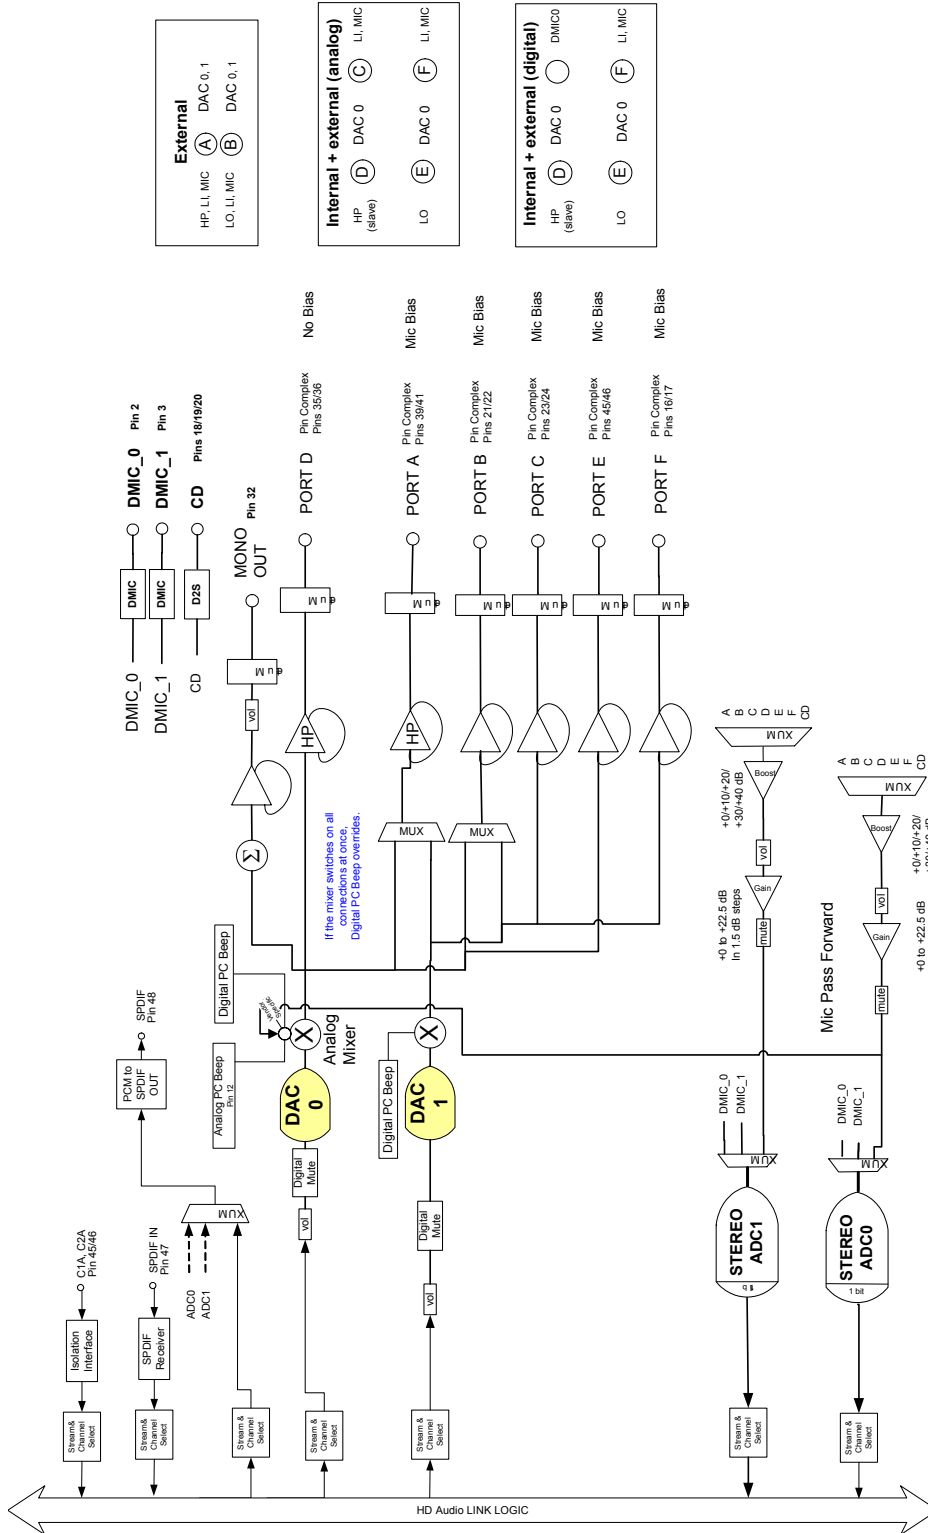 External
HP, LI, MIC
A
DAC 0, 1
LO, LI, MIC
B
DAC 0, 1
Internal + external (analog)
HP
(slave)
D
DAC 0
C
LI, MIC
LO
E
DAC 0
F
LI, MIC
Internal + external (digital)
HP
(slave)
D
DAC 0
DMIC0
LO
E
DAC 0
F
LI, MIC
DMIC_0
DMIC
DMIC_0
Pin 2
DMIC_1
DMIC
DMIC_1
Pin 3
CD
D2S
CD
Pins 18/19/20
MONO
OUT
Pin 32
vol
Σ
HP
PORT D
Pin Complex
Pins 35/36
No Bias
If the mixer switches on all
connections at once,
Digital PC Beep overrides.
MUX
HP
PORT A
Pin Complex
Pins 39/41
Mic Bias
MUX
PORT B
Pin Complex
Pins 21/22
Mic Bias
PORT C
Pin Complex
Pins 23/24
Mic Bias
PORT E
Pin Complex
Pins 45/46
Mic Bias
PORT F
Pin Complex
Pins 16/17
Mic Bias
C1A, C2A
Pin 45/46
Isolation
Interface
Stream&
Channel
Select
SPDIF IN
Pin 47
SPDIF
Receiver
Stream&
Channel
Select
PCM to
SPDIF
OUT
SPDIF
Pin 48
ADC0
ADC1
MUX
Stream &
Channel
Select
Analog PC Beep
Pin 12
Digital PC Beep
Vendor
Specific
X
Analog
Mixer
DAC
0
Digital
Mute
vol
Stream &
Channel
Select
Digital PC Beep
X
DAC
1
Digital
Mute
vol
Stream &
Channel
Select
A
B
C
D
E
F
CD
MUX
Boost
+0/+10/+20/
+30/+40 dB
vol
Gain
+0 to +22.5 dB
In 1.5 dB steps
mute
DMIC_0
DMIC_1
MUX
STEREO
ADC1
Stream &
Channel
Select
A
B
C
D
E
F
CD
MUX
Boost
+0/+10/+20/
vol
Gain
+0 to +22.5 dB
mute
Mic Pass Forward
DMIC_0
DMIC_1
MUX
STEREO
ADC0
1 bit
Stream &
Channel
Select
HD Audio LINK LOGIC